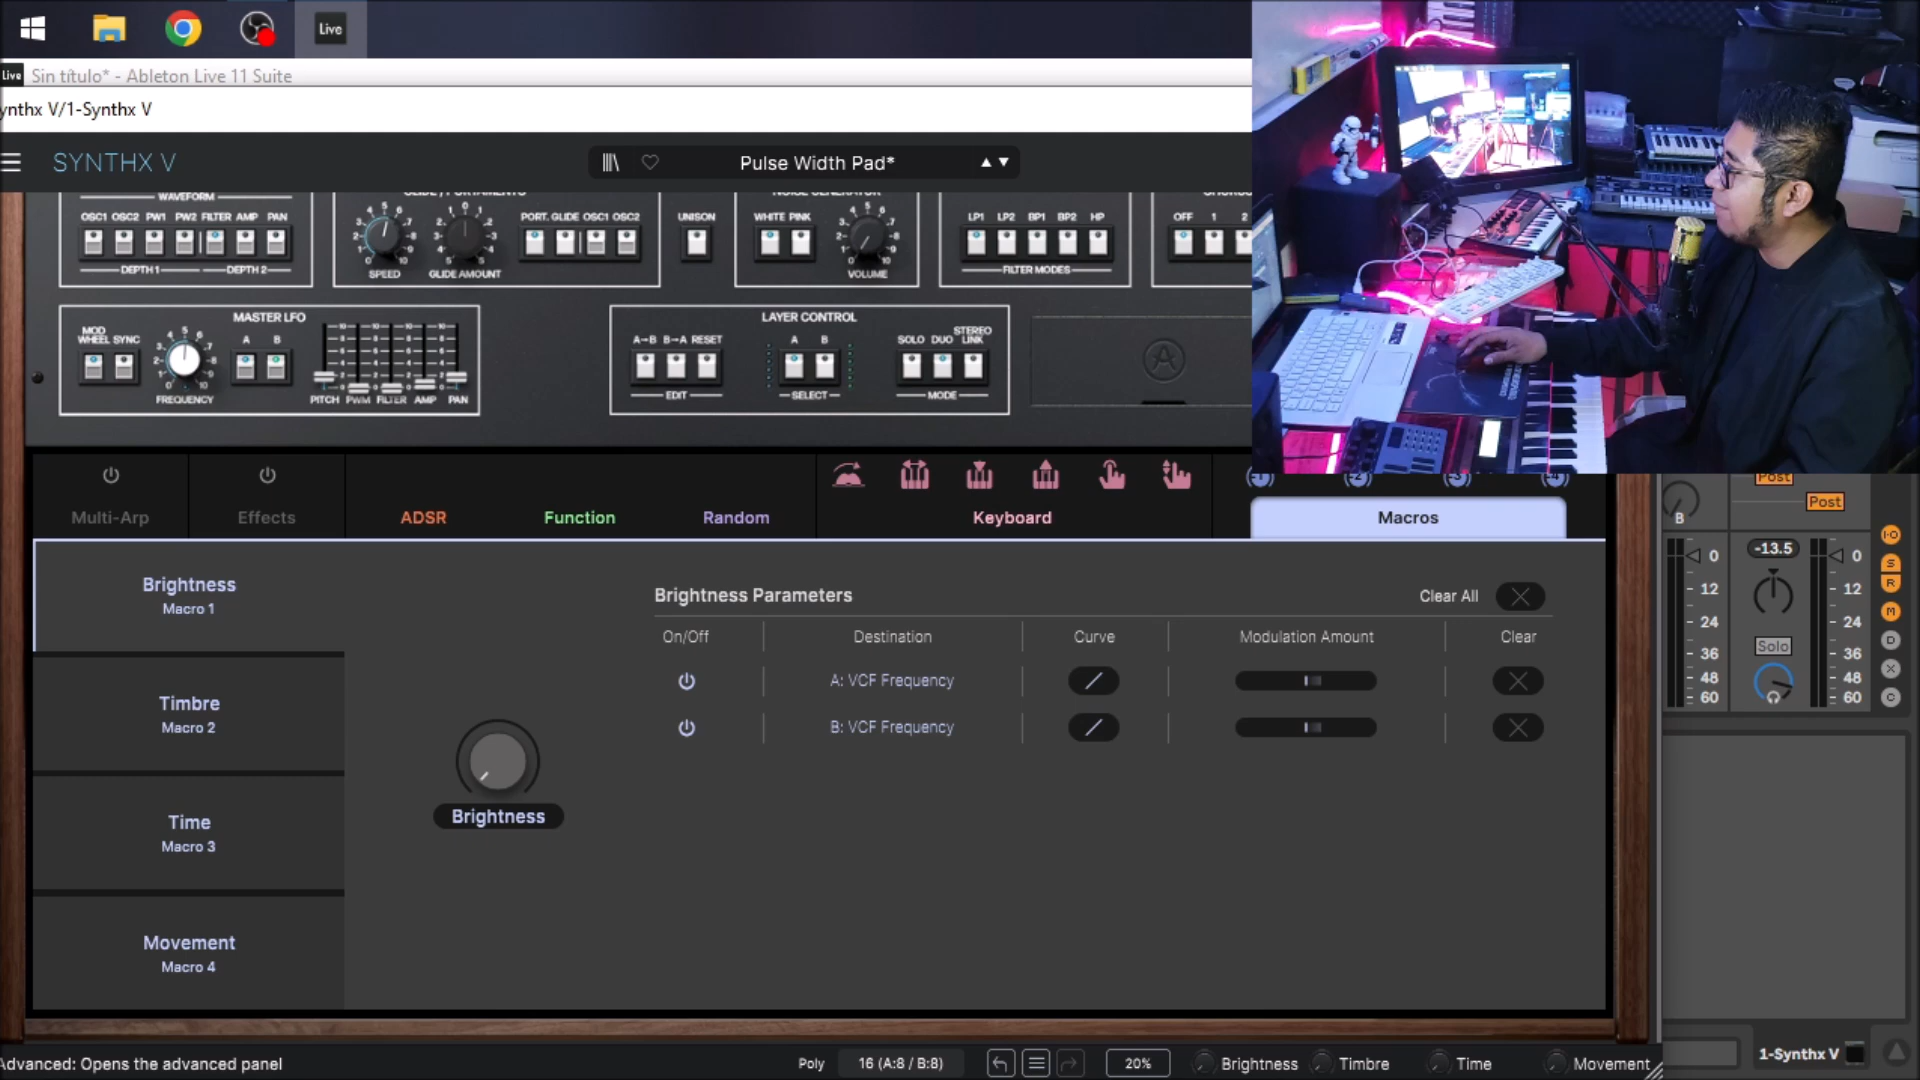 Live
Live Sin título* - Ableton Live 11 Suite
ynthx V/1-Synthx V
SYNTHX V
Pulse Width Pad*
WAVEFORM
OSC1 OSC2 PW1 PW2 FILTER AMP PAN
DEPTH 1 DEPTH 2
SPEED GLIDE AMOUNT
PORT. GLIDE OSC1 OSC2
UNISON
WHITE PINK
VOLUME
LP1 LP2 BP1 BP2 HP
FILTER MODES
OFF 1 2
MASTER LFO
MOD WHEEL SYNC
FREQUENCY
A B
PITCH PWM FILTER AMP PAN
LAYER CONTROL
A→B B→A RESET
EDIT
A B
SELECT
SOLO DUO STEREO LINK
MODE
Multi-Arp
Effects
ADSR
Function
Random
Keyboard
Macros
Brightness
Macro 1
Timbre
Macro 2
Time
Macro 3
Movement
Macro 4
Brightness
Brightness Parameters
Clear All
On/Off Destination Curve Modulation Amount Clear
A: VCF Frequency
B: VCF Frequency
Post
Post
B
-13.5
0
12
24
36
48
60
Solo
0
12
24
36
48
60
I·O
S
R
M
D
X
C
Advanced: Opens the advanced panel
Poly
16 (A:8 / B:8)
20%
Brightness
Timbre
Time
Movement
1-Synthx V